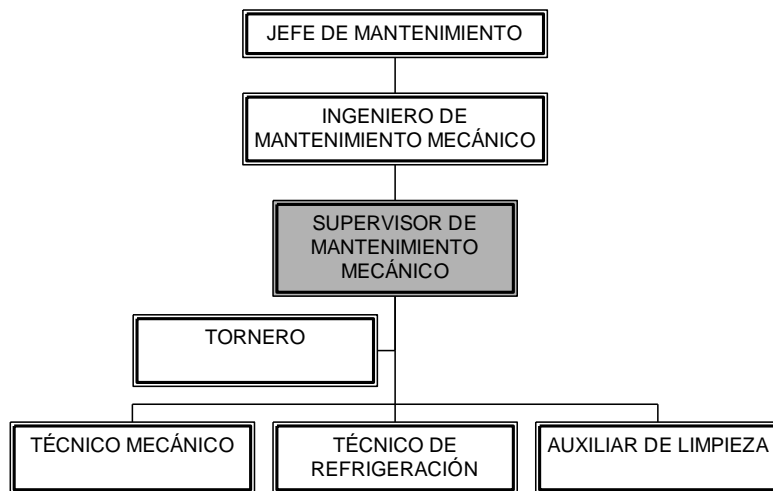 JEFE DE MANTENIMIENTO
INGENIERO DE
MANTENIMIENTO MECÁNICO
SUPERVISOR DE
MANTENIMIENTO
MECÁNICO
TORNERO
TÉCNICO MECÁNICO
TÉCNICO DE
REFRIGERACIÓN
AUXILIAR DE LIMPIEZA